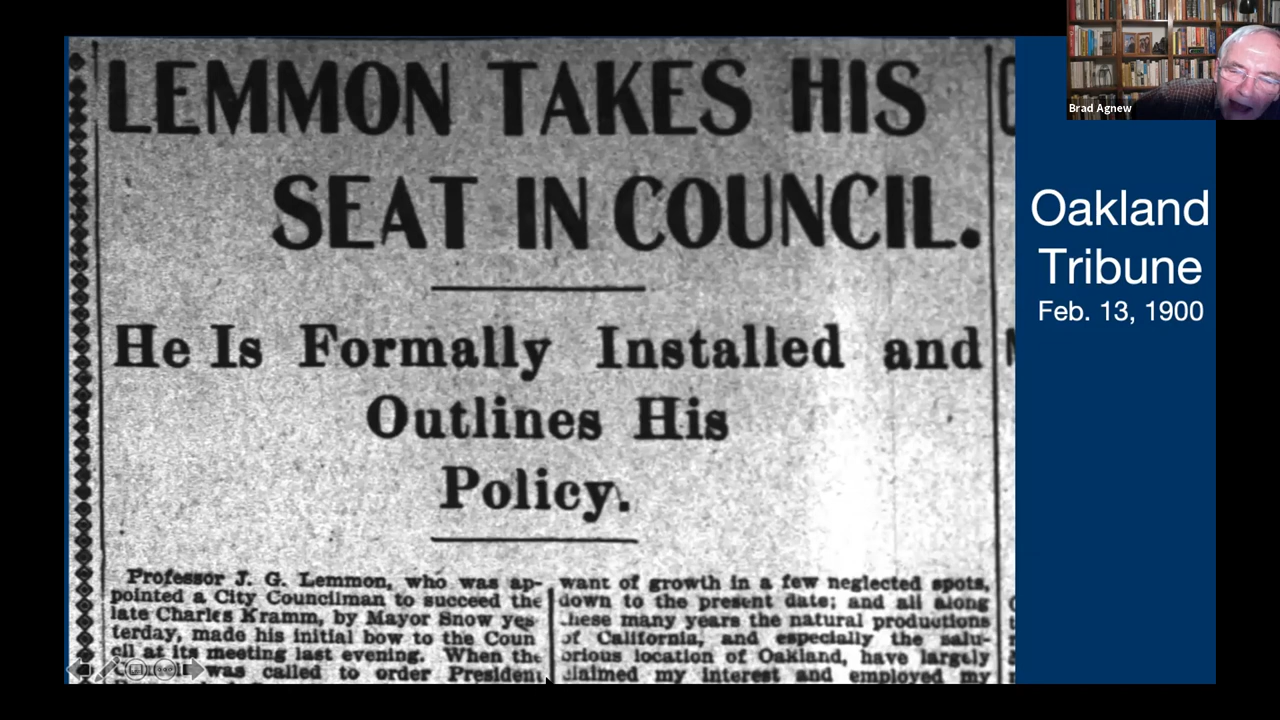 LEMMON TAKES HIS
SEAT IN COUNCIL.
He Is Formally Installed and
Outlines His
Policy.
Professor J. G. Lemmon, who was ap-
pointed a City Councilman to succeed the
late Charles Kramm, by Mayor Snow yes
terday, made his initial bow to the Coun
cil at its meeting last evening. When the
was called to order President
want of growth in a few neglected spots,
down to the present date; and all along
these many years the natural productions
of California, and especially the salu-
brious location of Oakland, have largely
claimed my interest and employed my
Oakland
Tribune
Feb. 13, 1900
Brad Agnew